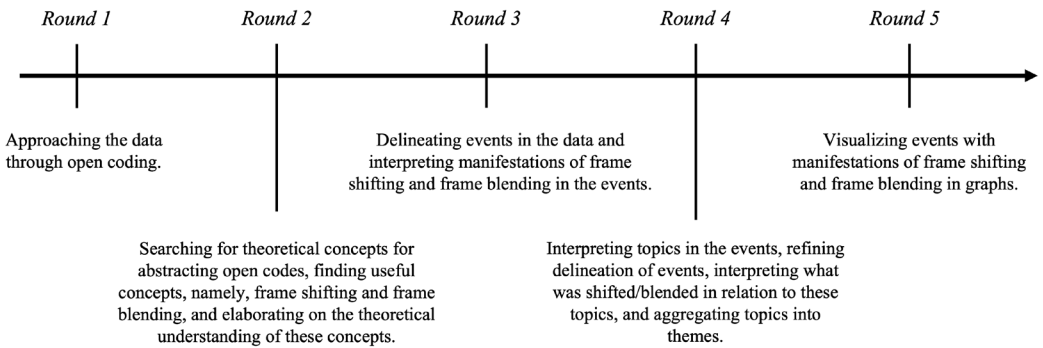 Round 1
Round 2
Round 3
Round 4
Round 5
Approaching the data
through open coding.
Delineating events in the data and
interpreting manifestations of frame
shifting and frame blending in the events.
Visualizing events with
manifestations of frame shifting
and frame blending in graphs.
Searching for theoretical concepts for
abstracting open codes, finding useful
concepts, namely, frame shifting and frame
blending, and elaborating on the theoretical
understanding of these concepts.
Interpreting topics in the events, refining
delineation of events, interpreting what
was shifted/blended in relation to these
topics, and aggregating topics into
themes.